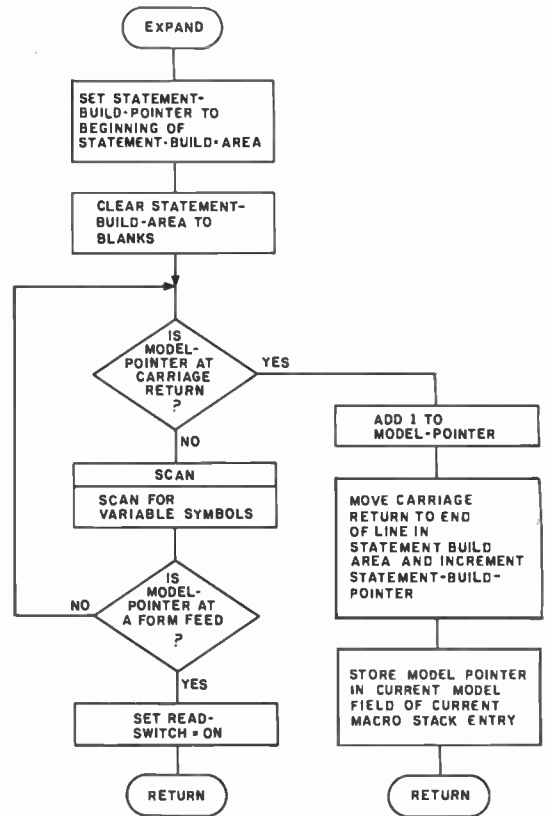 EXPAND
SET STATEMENT-
BUILD-POINTER TO
BEGINNING OF
STATEMENT-BUILD-AREA
CLEAR STATEMENT-
BUILD-AREA TO
BLANKS
IS
MODEL-
POINTER AT
CARRIAGE
RETURN
?
YES
NO
SCAN
SCAN FOR
VARIABLE SYMBOLS
IS
MODEL-
POINTER AT
A FORM FEED
?
NO
YES
SET READ-
SWITCH = ON
RETURN
ADD 1 TO
MODEL-POINTER
MOVE CARRIAGE
RETURN TO END
OF LINE IN
STATEMENT BUILD
AREA AND INCREMENT
STATEMENT-BUILD-
POINTER
STORE MODEL POINTER
IN CURRENT MODEL
FIELD OF CURRENT
MACRO STACK ENTRY
RETURN